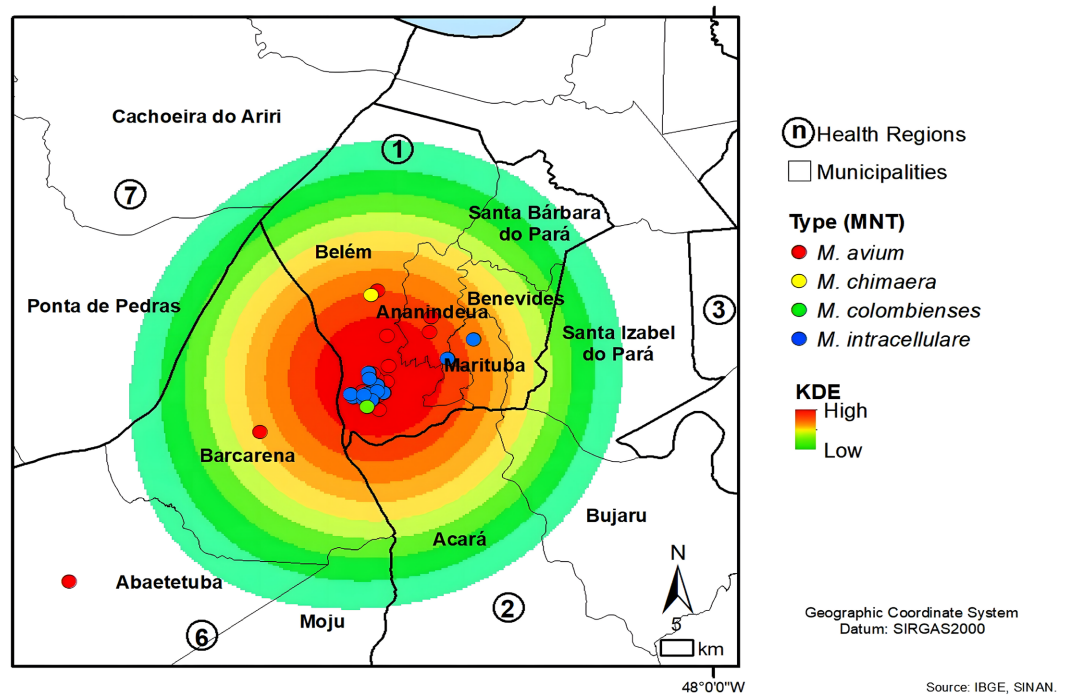 Cachoeira do Ariri
1
7
Santa Bárbara
do Pará
Belém
Ponta de Pedras
Benevides
Ananindeua
3
Santa Izabel
do Pará
Marituba
Barcarena
Bujaru
Acará
Abaetetuba
Moju
2
6
N
5
km
48°0'0"W
n Health Regions
Municipalities
Type (MNT)
M. avium
M. chimaera
M. colombienses
M. intracellulare
KDE
High
Low
Geographic Coordinate System
Datum: SIRGAS2000
Source: IBGE, SINAN.